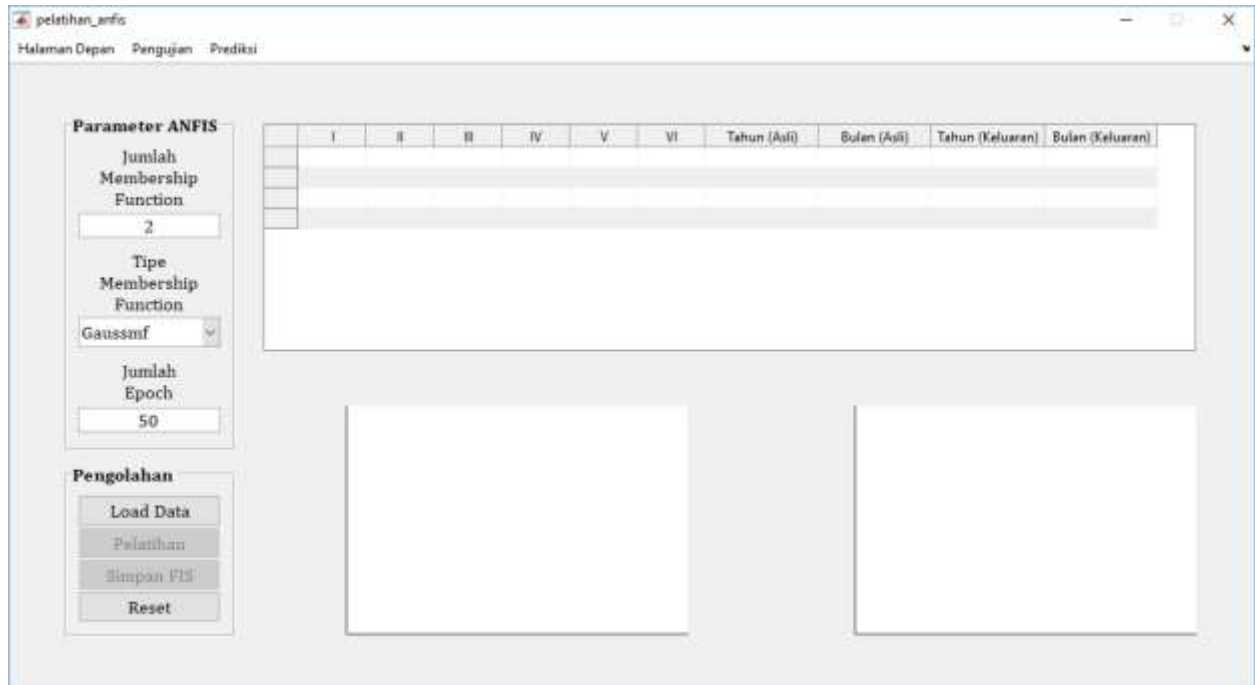 pelatihan_anfis
Halaman Depan Pengujian Prediksi
Parameter ANFIS
Jumlah
Membership
Function
2
Tipe
Membership
Function
Gaussmf
Jumlah
Epoch
50
Pengolahan
Load Data
Pelatihan
Simpan FIS
Reset
I II III IV V VI Tahun (Asli) Bulan (Asli) Tahun (Keluaran) Bulan (Keluaran)